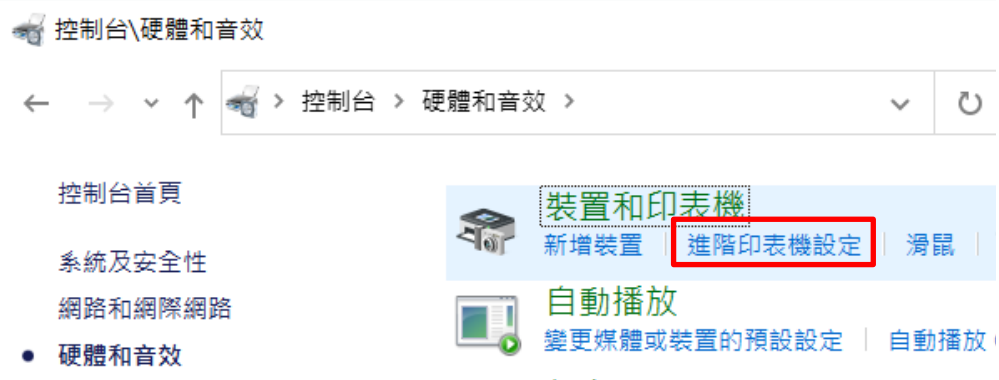 控制台\硬體和音效
控制台 > 硬體和音效 >
控制台首頁
系統及安全性
網路和網際網路
硬體和音效
裝置和印表機
新增裝置 | 進階印表機設定 | 滑鼠 |
自動播放
變更媒體或裝置的預設設定 | 自動播放